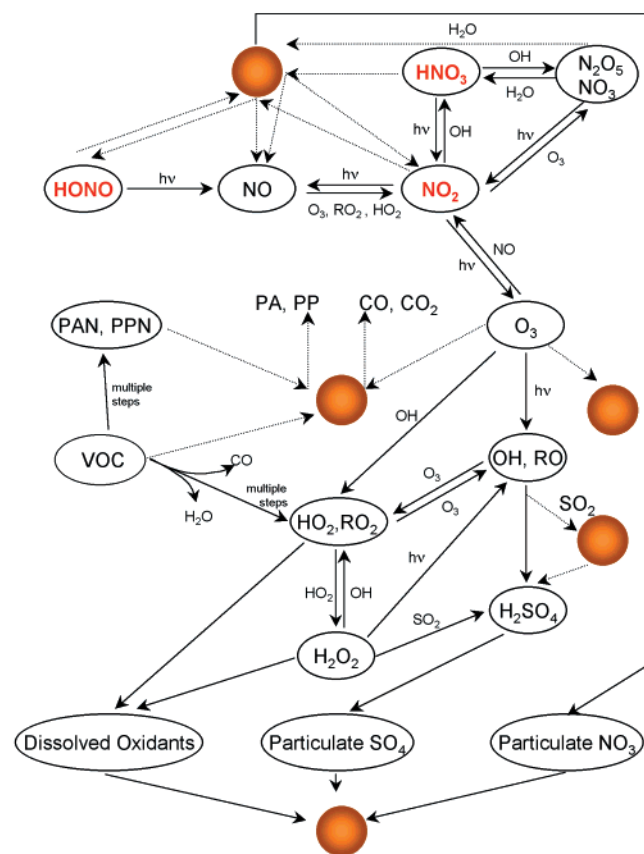 H₂O
HNO₃
OH
H₂O
N₂O₅
NO₃
hν
OH
hν
O₃
HONO
hν
NO
hν
O₃, RO₂ , HO₂
NO₂
NO
hν
PA, PP
CO, CO₂
PAN, PPN
O₃
multiple
steps
OH
hν
VOC
CO
H₂O
multiple
steps
O₃
O₃
OH, RO
SO₂
HO₂,RO₂
hν
HO₂
OH
SO₂
H₂SO₄
H₂O₂
Dissolved Oxidants
Particulate SO₄
Particulate NO₃